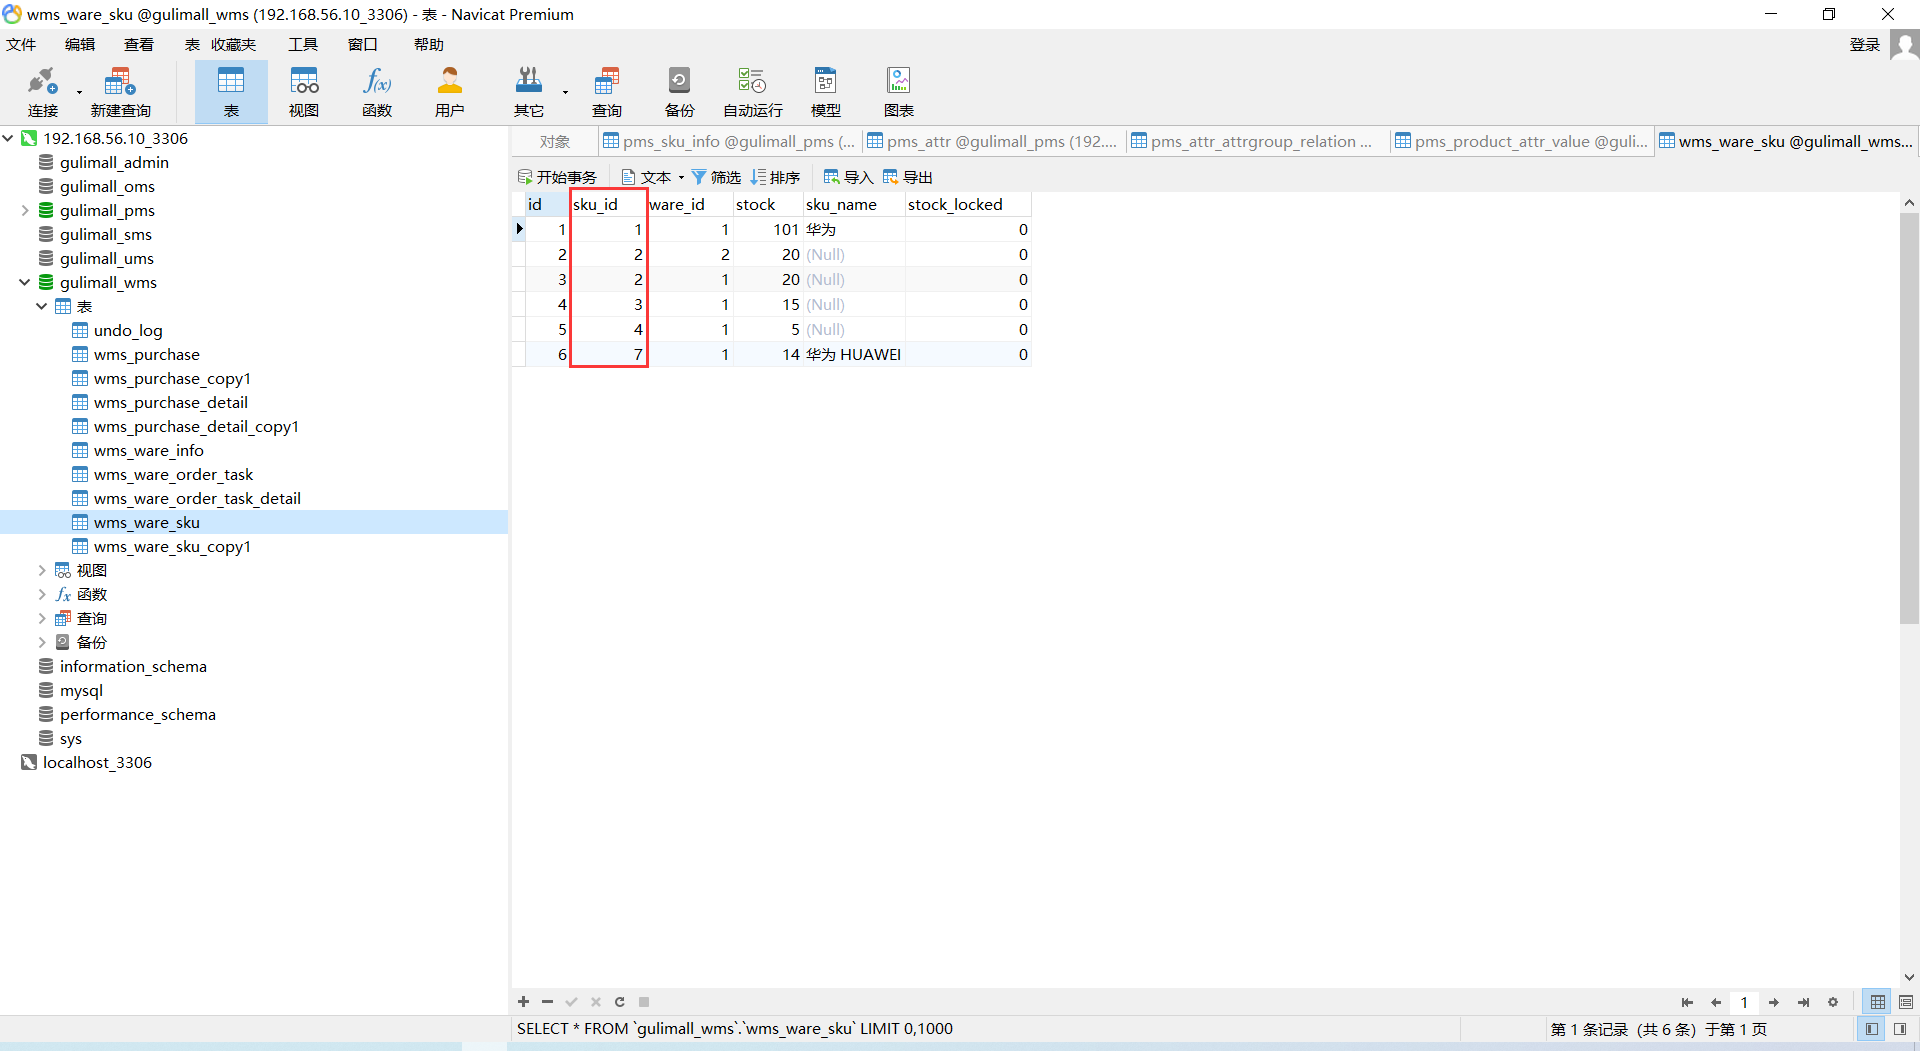 wms_ware_sku @gulimall_wms (192.168.56.10_3306) - 表 - Navicat Premium
文件 编辑 查看 表 收藏夹 工具 窗口 帮助 登录
连接 新建查询 表 视图 函数 用户 其它 查询 备份 自动运行 模型 图表
192.168.56.10_3306
gulimall_admin
gulimall_oms
gulimall_pms
gulimall_sms
gulimall_ums
gulimall_wms
表
undo_log
wms_purchase
wms_purchase_copy1
wms_purchase_detail
wms_purchase_detail_copy1
wms_ware_info
wms_ware_order_task
wms_ware_order_task_detail
wms_ware_sku
wms_ware_sku_copy1
视图
fx 函数
查询
备份
information_schema
mysql
performance_schema
sys
localhost_3306
对象 pms_sku_info @gulimall_pms (... pms_attr @gulimall_pms (192.... pms_attr_attrgroup_relation ... pms_product_attr_value @guli... wms_ware_sku @gulimall_wms...
开始事务 文本 筛选 排序 导入 导出
id sku_id ware_id stock sku_name stock_locked
1 1 1 101 华为 0
2 2 2 20 (Null) 0
3 2 1 20 (Null) 0
4 3 1 15 (Null) 0
5 4 1 5 (Null) 0
6 7 1 14 华为 HUAWEI 0
1
SELECT * FROM `gulimall_wms`.`wms_ware_sku` LIMIT 0,1000
第 1 条记录 (共 6 条) 于第 1 页